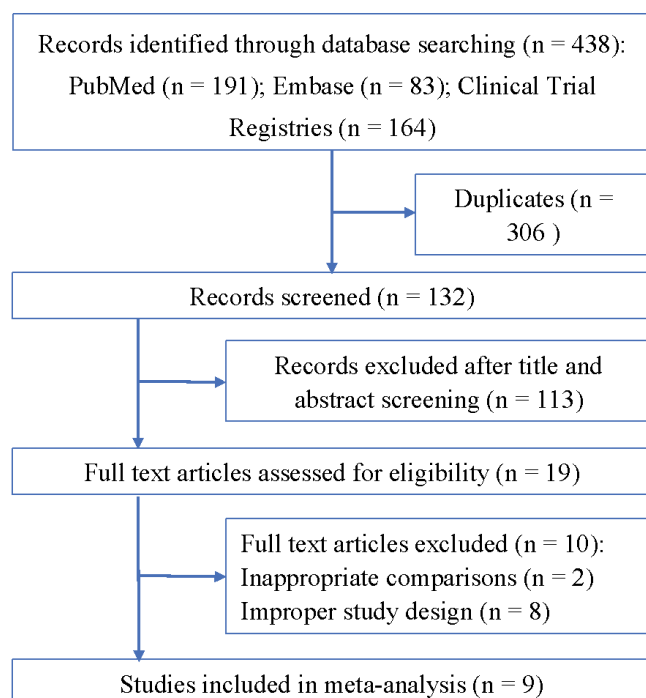 Records identified through database searching (n = 438):
PubMed (n = 191); Embase (n = 83); Clinical Trial
Registries (n = 164)
Duplicates (n =
306 )
Records screened (n = 132)
Records excluded after title and
abstract screening (n = 113)
Full text articles assessed for eligibility (n = 19)
Full text articles excluded (n = 10):
Inappropriate comparisons (n = 2)
Improper study design (n = 8)
Studies included in meta-analysis (n = 9)